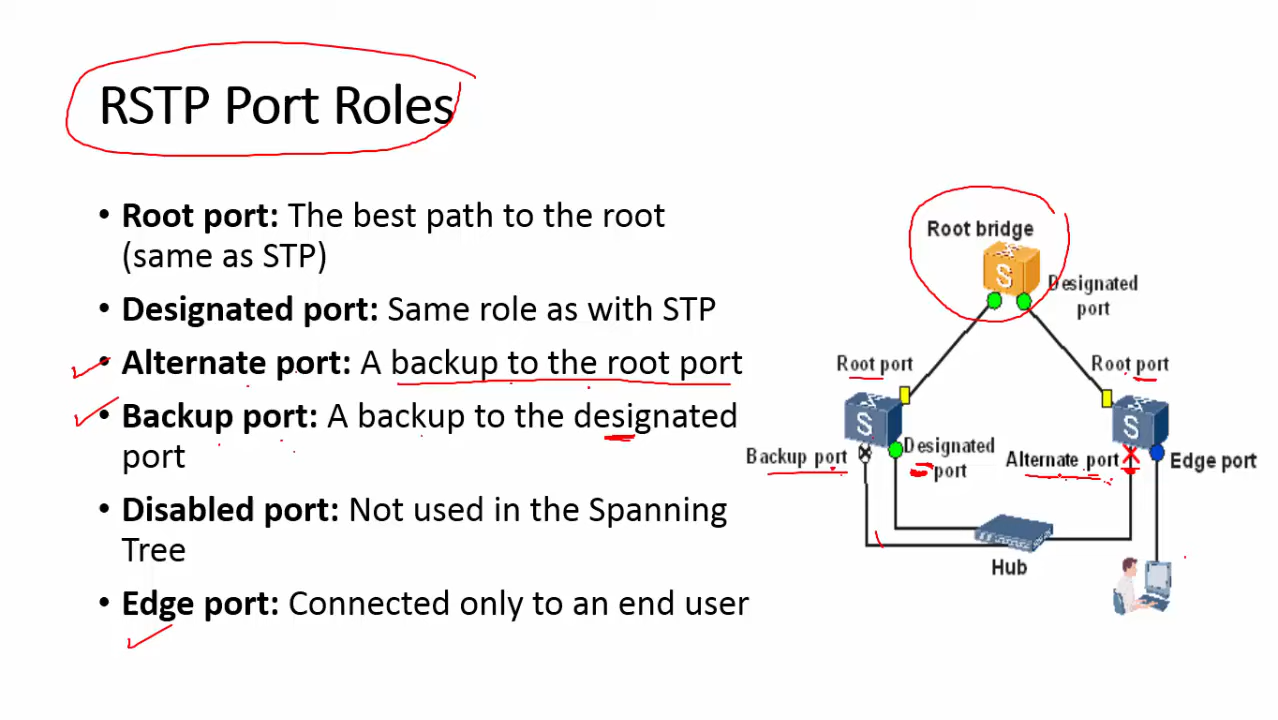 RSTP Port Roles
• Root port: The best path to the root
(same as STP)
• Designated port: Same role as with STP
• Alternate port: A backup to the root port
• Backup port: A backup to the designated
port
• Disabled port: Not used in the Spanning
Tree
• Edge port: Connected only to an end user
Root bridge
S
Designated
port
Root port
Root port
S
S
Backup port
Designated
port
Alternate port
Edge port
Hub